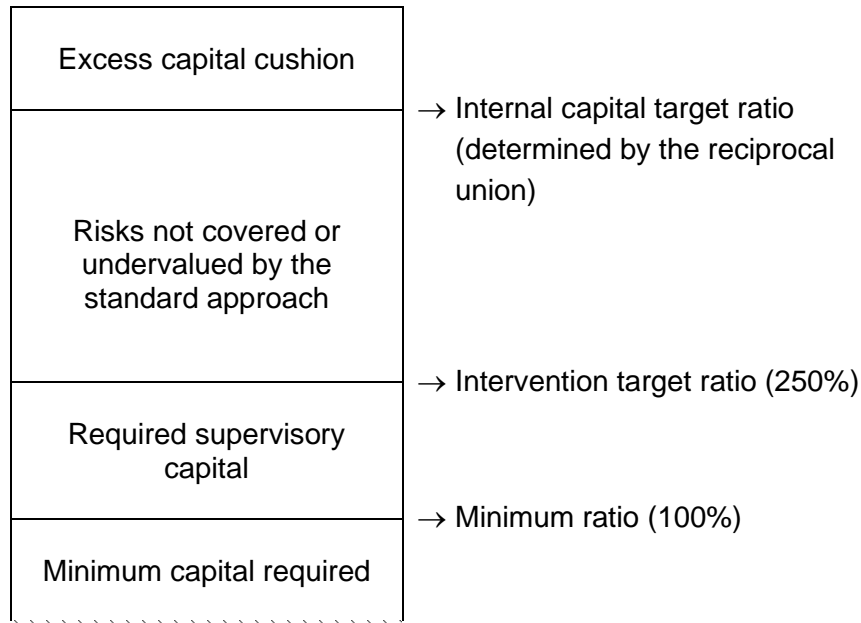 Excess capital cushion
→ Internal capital target ratio
(determined by the reciprocal
union)
Risks not covered or
undervalued by the
standard approach
→ Intervention target ratio (250%)
Required supervisory
capital
→ Minimum ratio (100%)
Minimum capital required